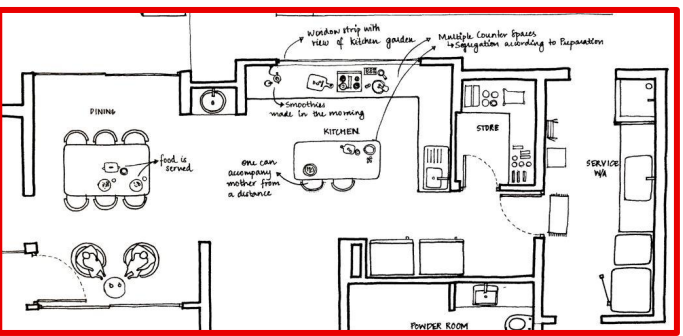 Window strip with
view of kitchen garden
Multiple Counter Spaces
↳ Segregation according to Preparation
Smoothies
made in the morning
DINING
KITCHEN
STORE
food is
served
one can
accompany
mother from
a distance
SERVICE
W/A
POWDER ROOM